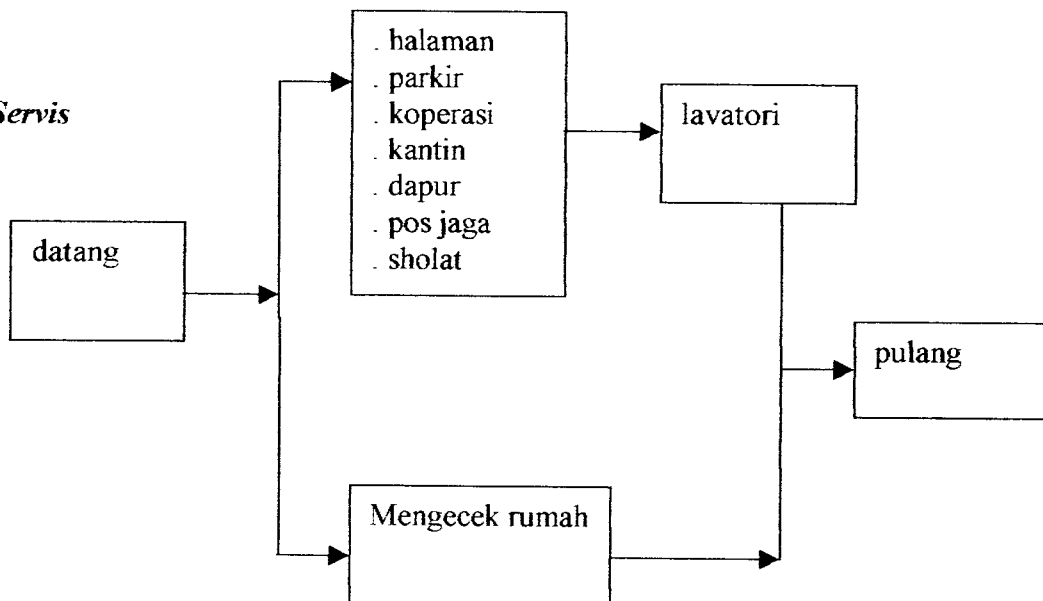 Servis
datang
. halaman
. parkir
. koperasi
. kantin
. dapur
. pos jaga
. sholat
lavatori
Mengecek rumah
pulang